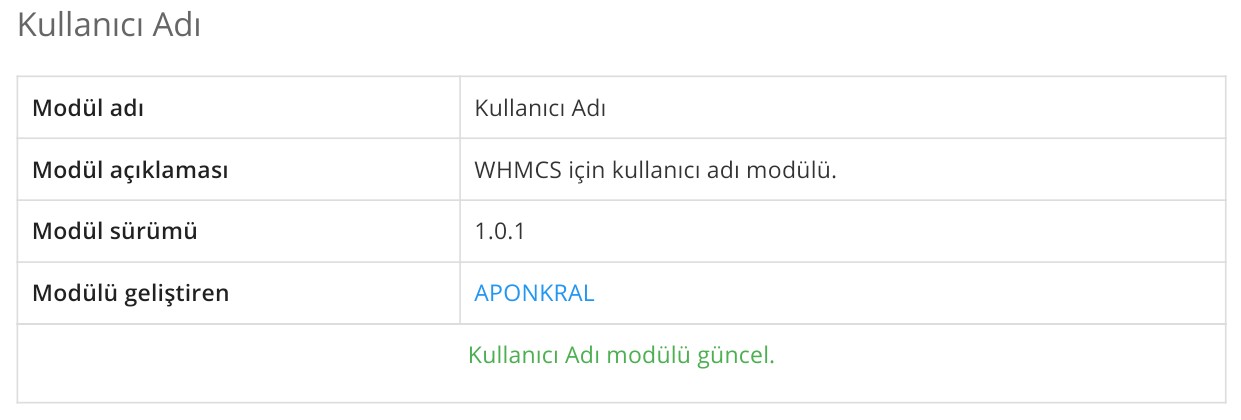 Kullanıcı Adı
Modül adı Kullanıcı Adı
Modül açıklaması WHMCS için kullanıcı adı modülü.
Modül sürümü 1.0.1
Modülü geliştiren APONKRAL
Kullanıcı Adı modülü güncel.